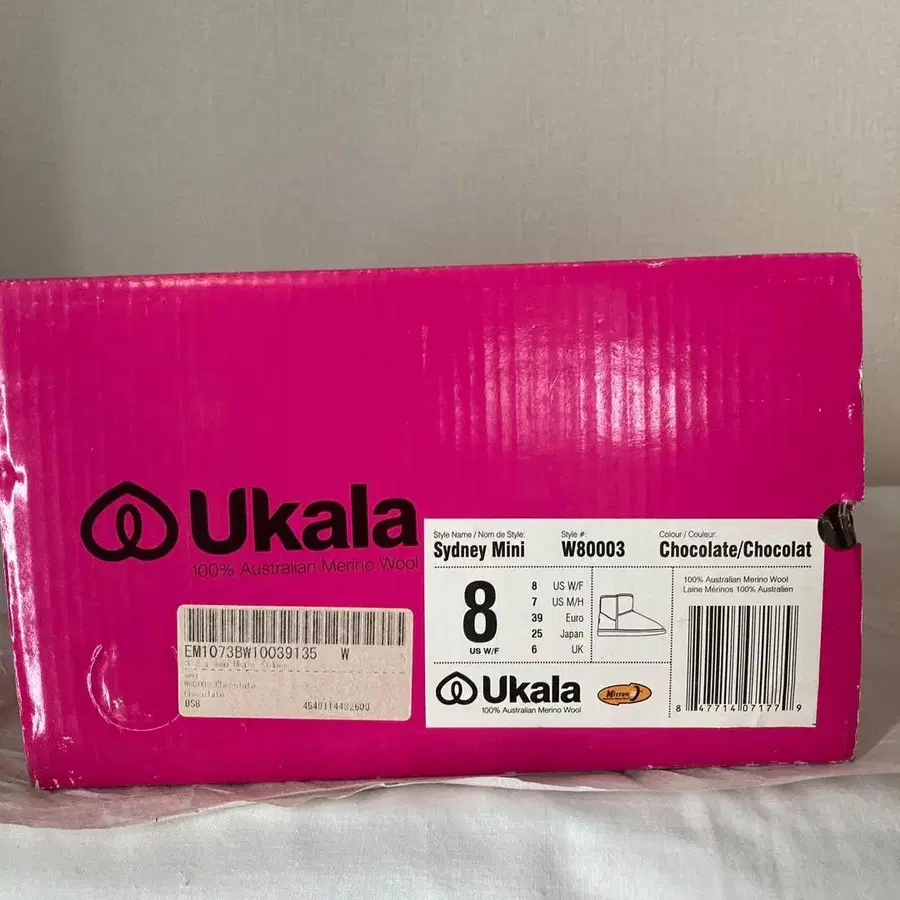 Ukala
100% Australian Merino Wool
EM1073BW10039135 W
Chocolate
US8
Style Name / Nom de Style: Style #: Colour / Couleur:
Sydney Mini W80003 Chocolate/Chocolat
8
US W/F
8 US W/F
7 US M/H
39 Euro
25 Japan
6 UK
100% Australian Merino Wool
Laine Mérinos 100% Australien
Ukala
100% Australian Merino Wool
Micron
8 47714 07177 9